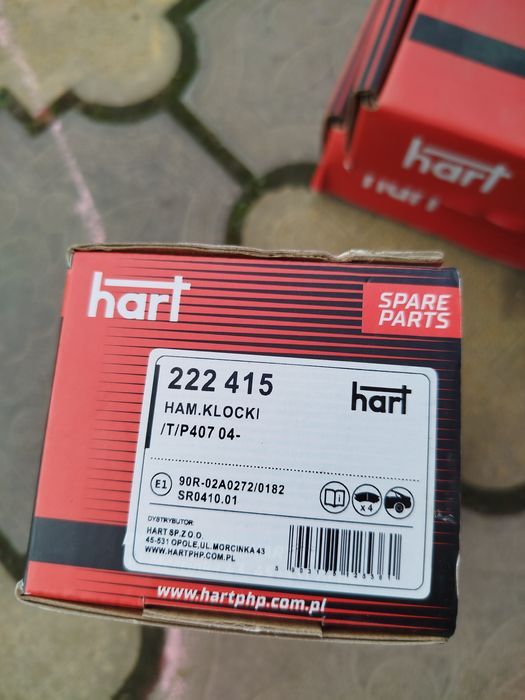 hart
hart
hart
SPARE
PARTS
222 415
hart
HAM.KLOCKI
/T/P407 04-
E1
90R-02A0272/0182
SR0410.01
x4
DYSTRYBUTOR
HART SP.Z O.O.
45-531 OPOLE,UL.MORCINKA 43
WWW.HARTPHP.COM.PL
www.hartphp.com.pl